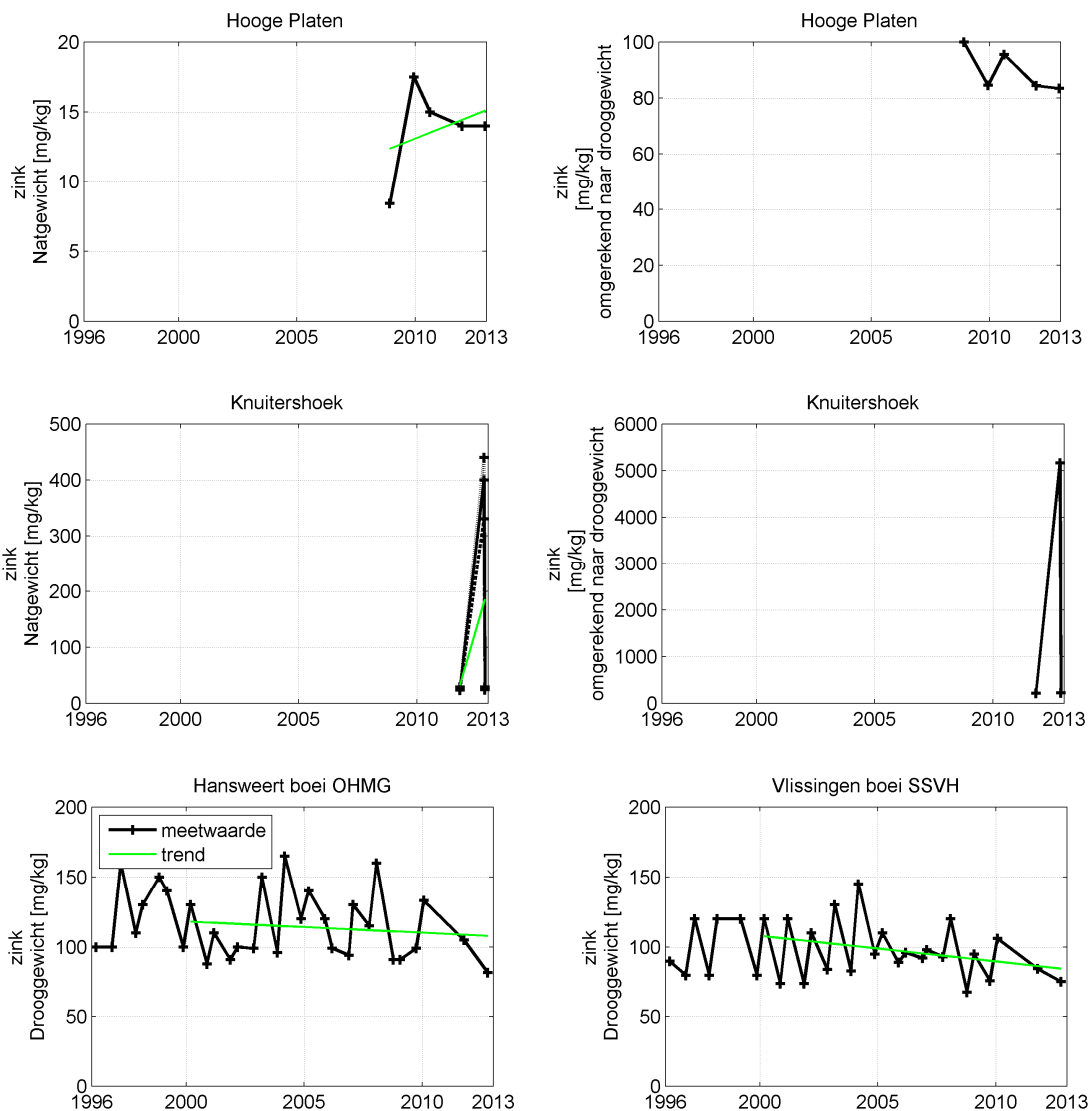 Hooge Platen
zink
Natgewicht [mg/kg]
20
15
10
5
0
1996
2000
2005
2010
2013
Hooge Platen
zink
[mg/kg]
omgerekend naar drooggewicht
100
80
60
40
20
0
1996
2000
2005
2010
2013
Knuitershoek
zink
Natgewicht [mg/kg]
500
400
300
200
100
0
1996
2000
2005
2010
2013
Knuitershoek
zink
[mg/kg]
omgerekend naar drooggewicht
6000
5000
4000
3000
2000
1000
0
1996
2000
2005
2010
2013
Hansweert boei OHMG
zink
Drooggewicht [mg/kg]
200
150
100
50
0
meetwaarde
trend
1996
2000
2005
2010
2013
Vlissingen boei SSVH
zink
Drooggewicht [mg/kg]
200
150
100
50
0
1996
2000
2005
2010
2013